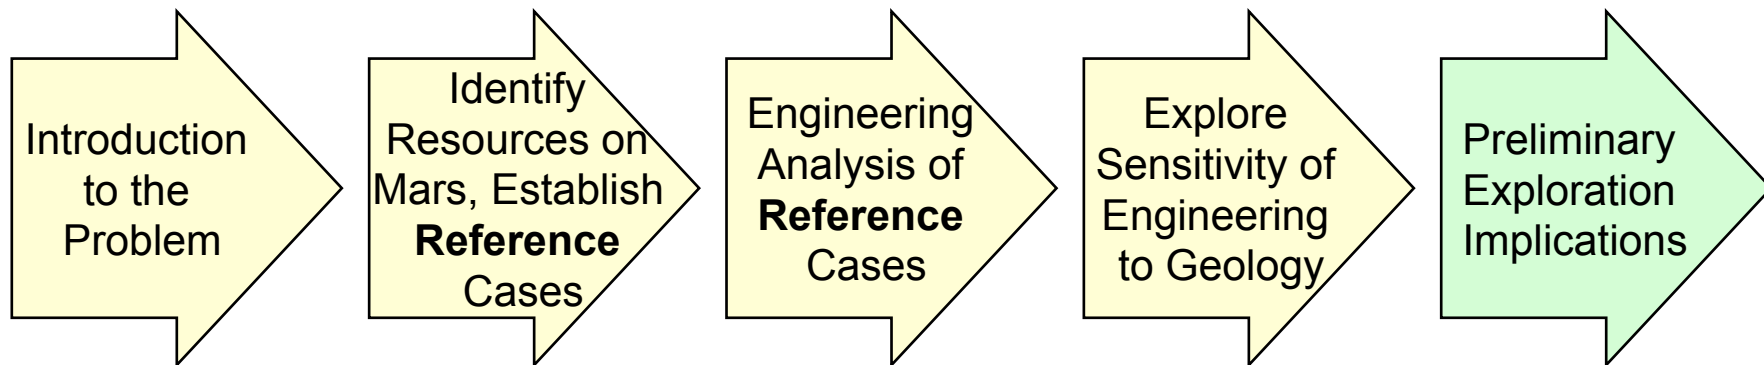 Introduction
to the
Problem
Identify
Resources on
Mars, Establish
Reference
Cases
Engineering
Analysis of
Reference
Cases
Explore
Sensitivity of
Engineering
to Geology
Preliminary
Exploration
Implications